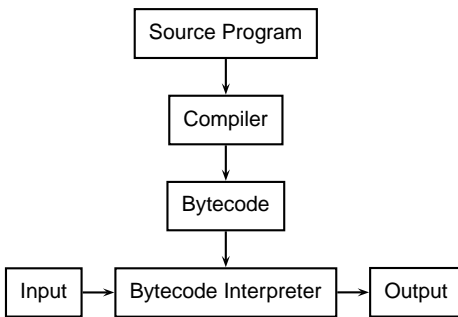 Source Program
Compiler
Bytecode
Input
Bytecode Interpreter
Output